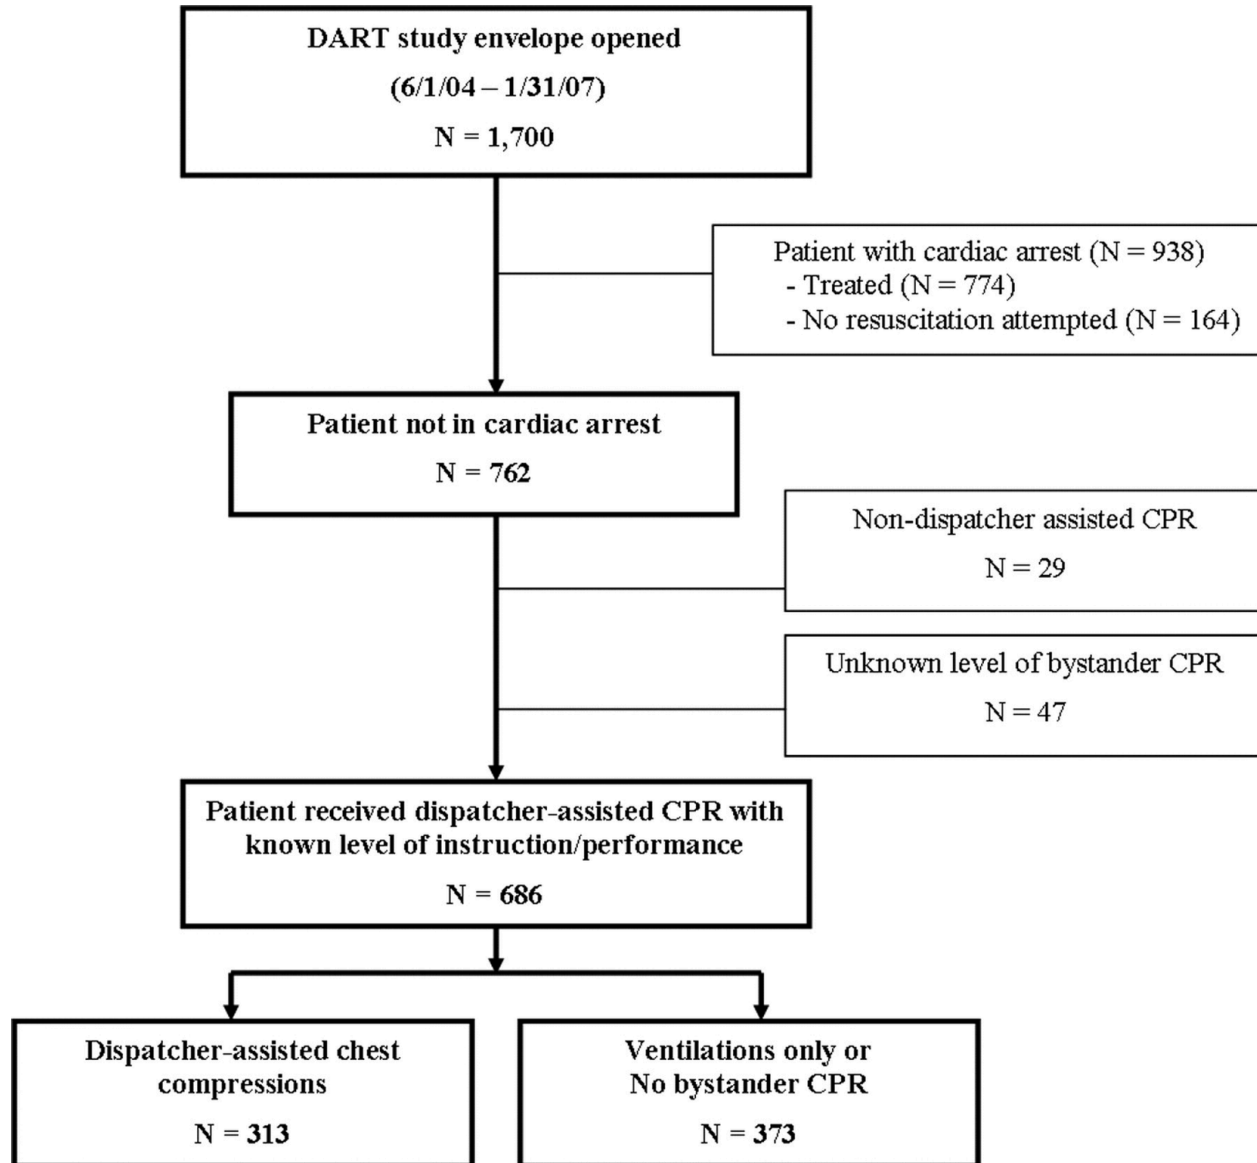 DART study envelope opened
(6/1/04 – 1/31/07)
N = 1,700
Patient with cardiac arrest (N = 938)
- Treated (N = 774)
- No resuscitation attempted (N = 164)
Patient not in cardiac arrest
N = 762
Non-dispatcher assisted CPR
N = 29
Unknown level of bystander CPR
N = 47
Patient received dispatcher-assisted CPR with
known level of instruction/performance
N = 686
Dispatcher-assisted chest
compressions
N = 313
Ventilations only or
No bystander CPR
N = 373